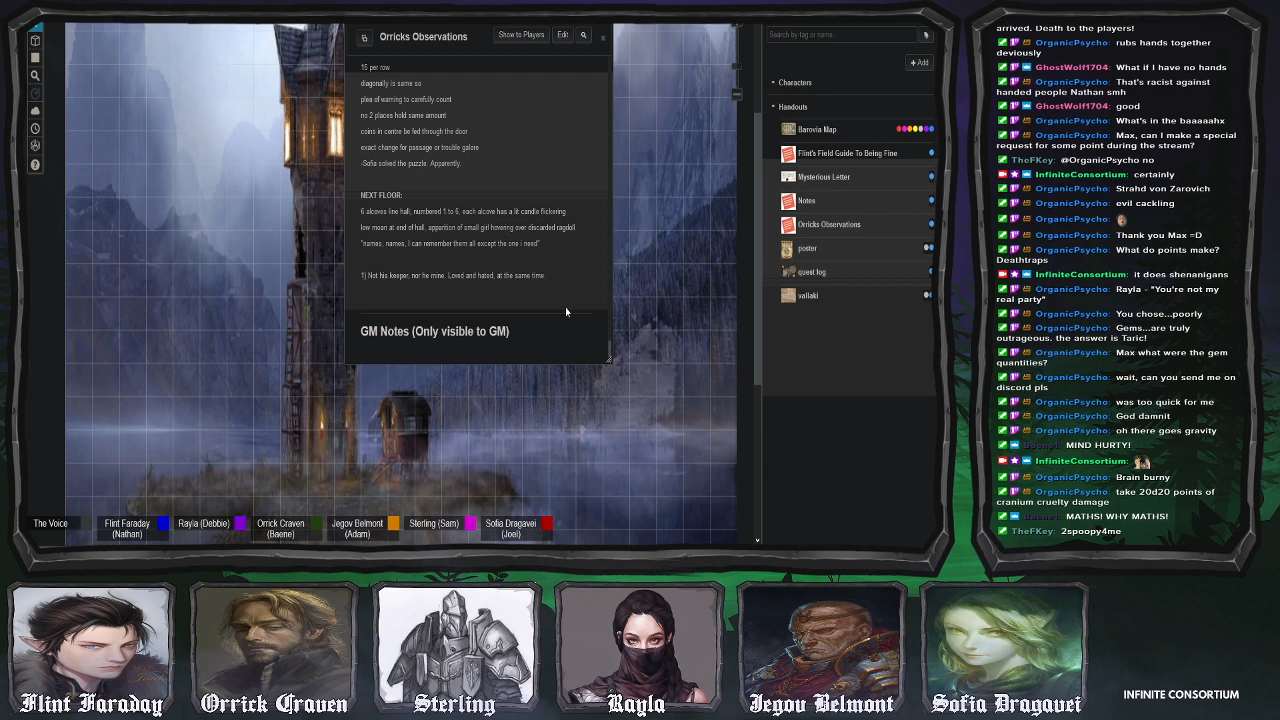 Orricks Observations
Show to Players
Edit
15 per row
diagonally is same so
plea of warning to carefully count
no 2 places hold same amount
coins in centre be fed through the door
exact change for passage or trouble galore
-Sofia solved the puzzle. Apparently.
NEXT FLOOR:
6 alcoves line hall, numbered 1 to 6, each alcove has a lit candle flickering
low moan at end of hall, apparition of small girl hovering over discarded ragdoll
"names, names, I can remember them all except the one i need"
1) Not his keeper, nor he mine. Loved and hated, at the same time.
GM Notes (Only visible to GM)
Search by tag or name...
+ Add
Characters
Handouts
Barovia Map
Flint's Field Guide To Being Fine
Mysterious Letter
Notes
Orricks Observations
poster
quest log
vallaki
The Voice
Flint Faraday
(Nathan)
Rayla (Debbie)
Orrick Craven
(Baene)
Jegov Belmont
(Adam)
Sterling (Sam)
Sofia Dragavei
(Joel)
arrived. Death to the players!
OrganicPsycho: rubs hands together
deviously
GhostWolf1704: What if I have no hands
OrganicPsycho: That's racist against
handed people Nathan smh
GhostWolf1704: good
OrganicPsycho: What's in the baaaaahx
OrganicPsycho: Max, can I make a special
request for some point during the stream?
TheFKey: @OrganicPsycho no
InfiniteConsortium: certainly
OrganicPsycho: Strahd von Zarovich
OrganicPsycho: evil cackling
OrganicPsycho:
OrganicPsycho: Thank you Max =D
OrganicPsycho: What do points make?
Deathtraps
InfiniteConsortium: it does shenanigans
OrganicPsycho: Rayla - "You're not my
real party"
OrganicPsycho: You chose...poorly
OrganicPsycho: Gems...are truly
outrageous. the answer is Taric!
OrganicPsycho: Max what were the gem
quantities?
OrganicPsycho: wait, can you send me on
discord pls
OrganicPsycho: was too quick for me
OrganicPsycho: God damnit
OrganicPsycho: oh there goes gravity
Baene1: MIND HURTY!
InfiniteConsortium:
OrganicPsycho: Brain burny
OrganicPsycho: take 20d20 points of
cranium cruelty damage
Baene1: MATHS! WHY MATHS!
TheFKey: 2spoopy4me
Flint Faraday
Orrick Craven
Sterling
Rayla
Jegov Belmont
Sofia Dragavei
INFINITE CONSORTIUM